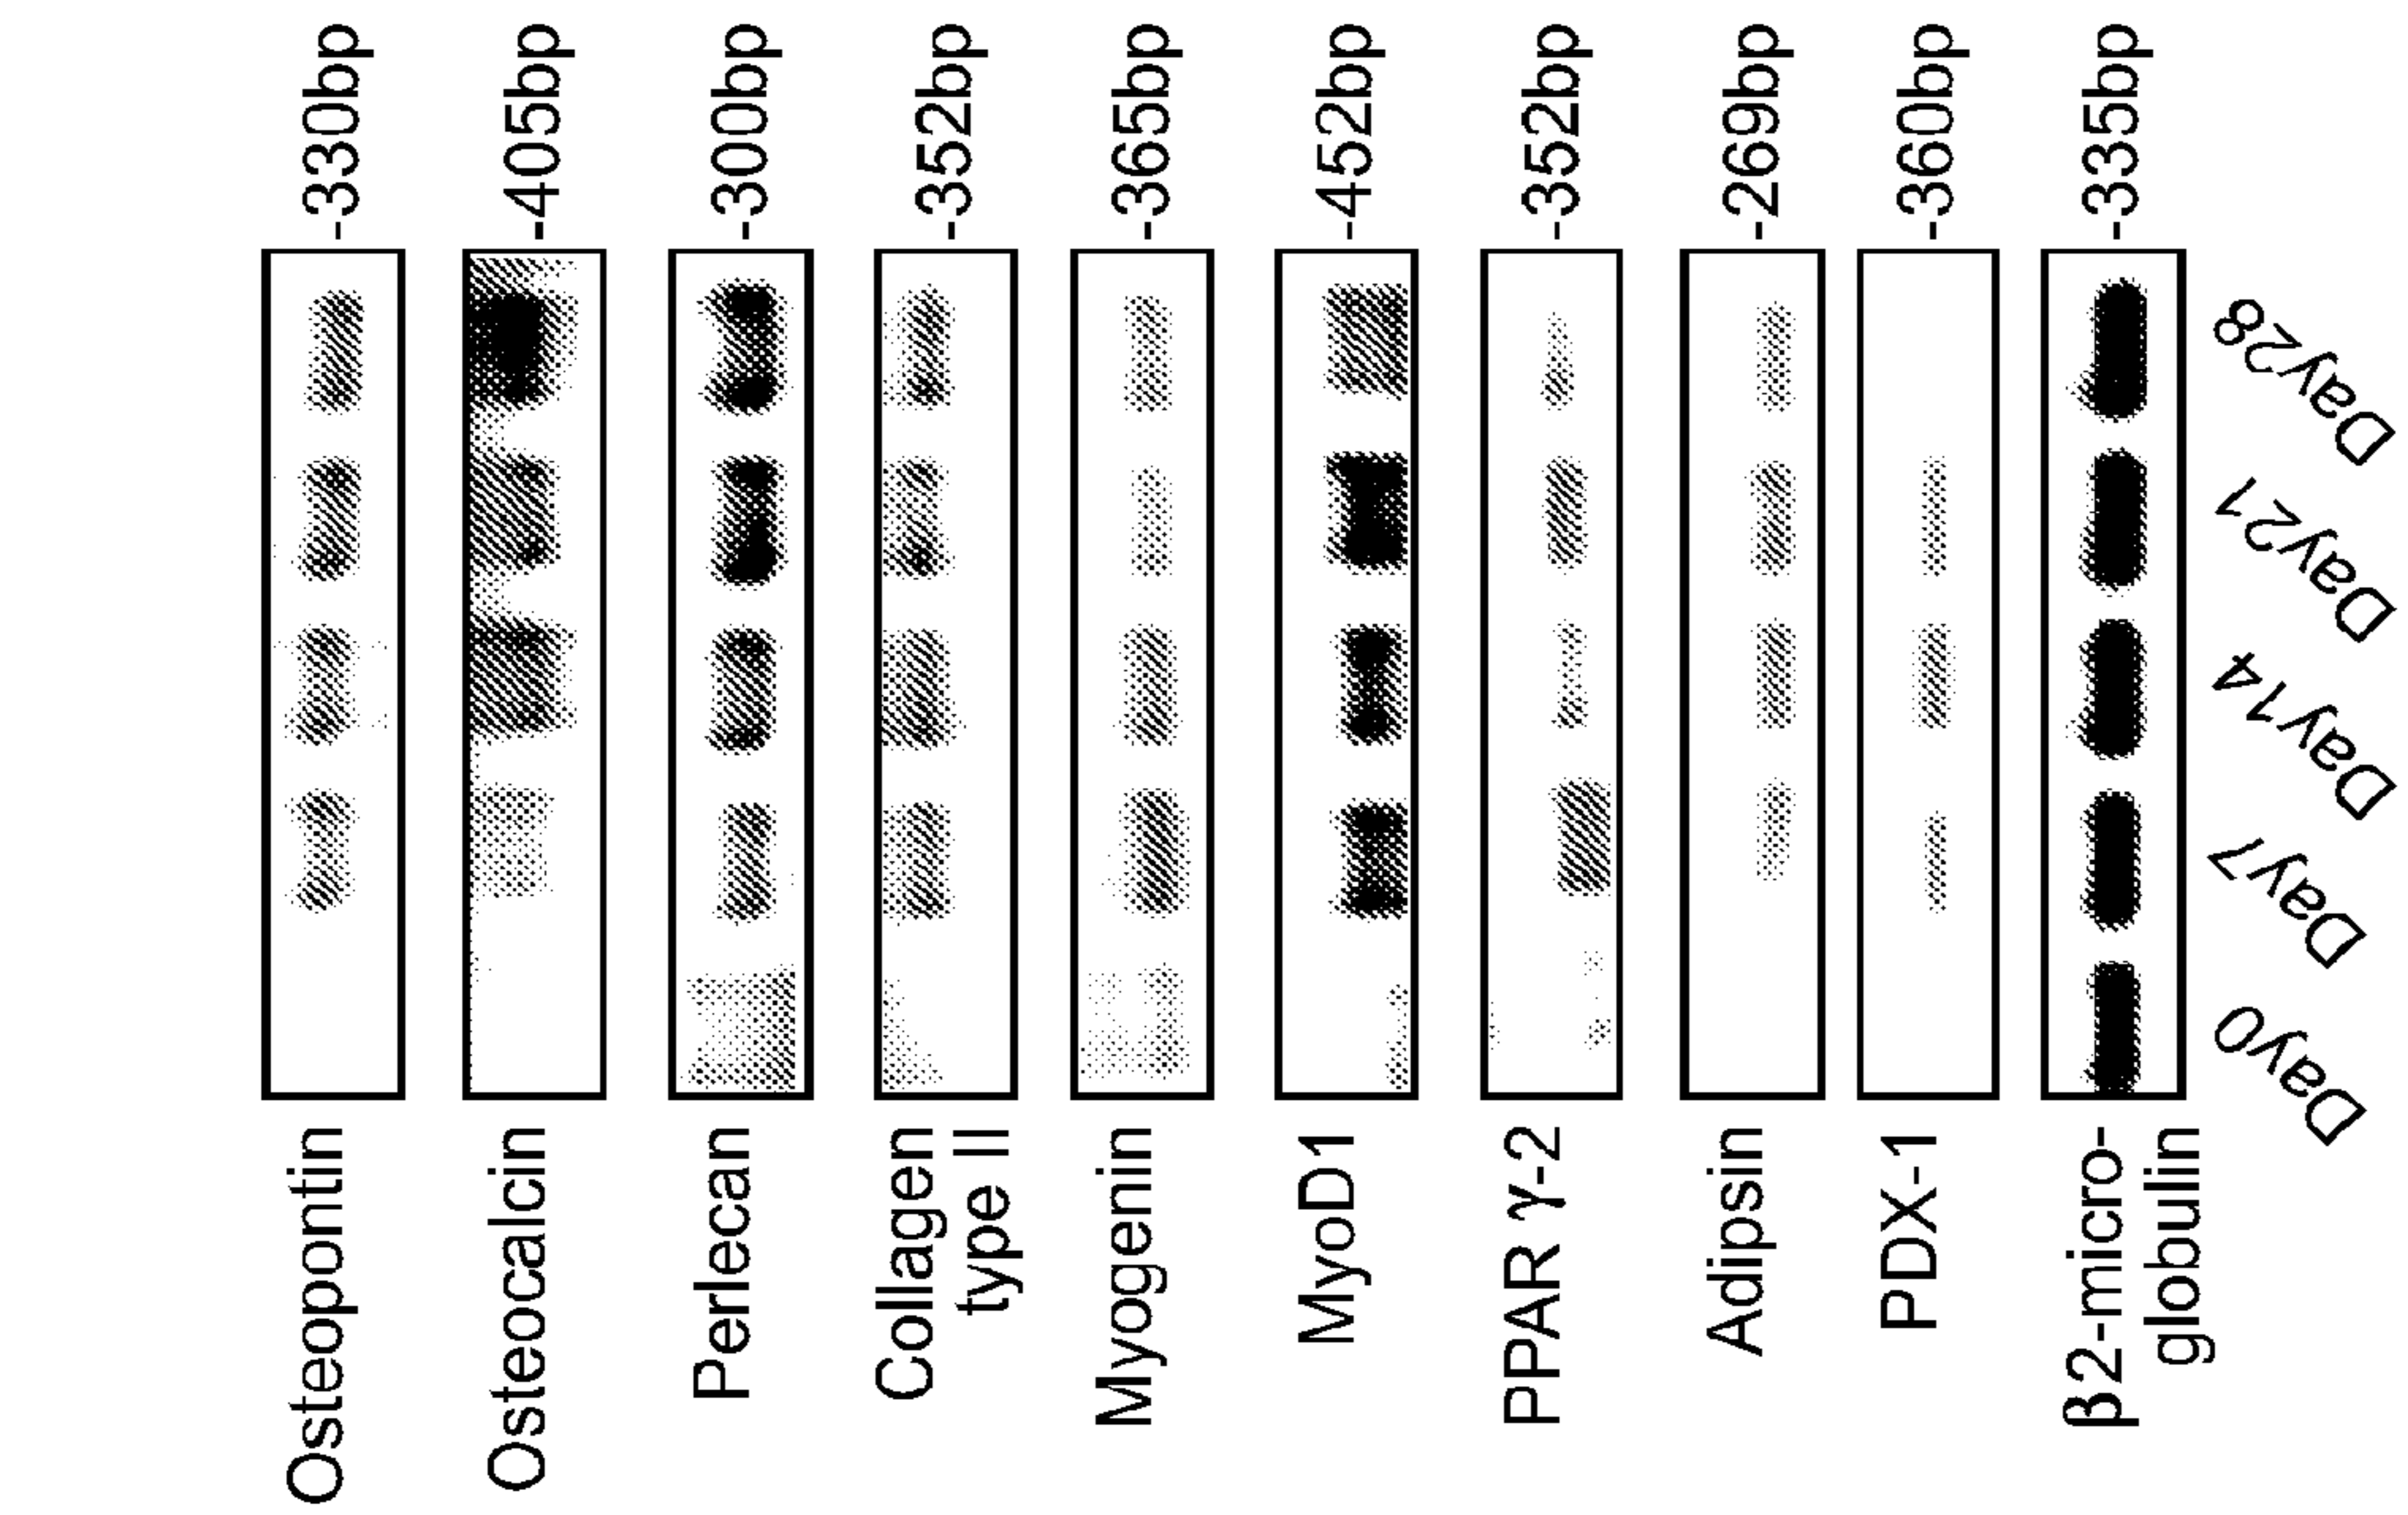 Osteopontin -330bp
Osteocalcin -405bp
Perlecan -300bp
Collagen
type II -352bp
Myogenin -365bp
MyoD1 -452bp
PPAR γ-2 -352bp
Adipsin -269bp
PDX-1 -360bp
β2-micro-
globulin -335bp
Day0 Day7 Day14 Day21 Day28